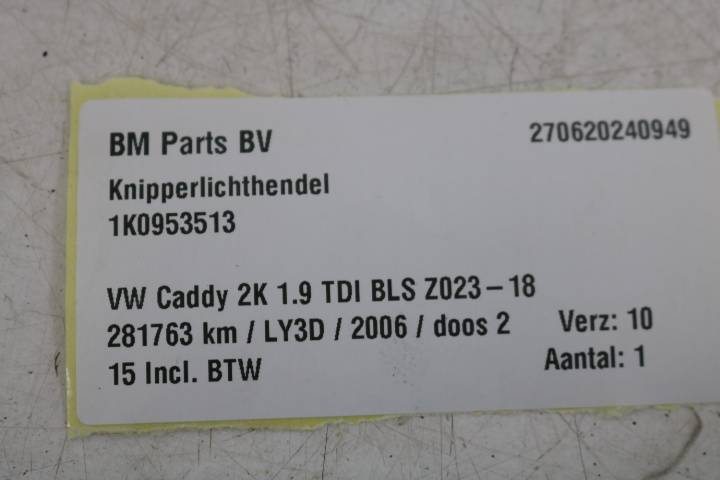 BM Parts BV 270620240949
Knipperlichthendel
1K0953513
VW Caddy 2K 1.9 TDI BLS Z023-18
281763 km / LY3D / 2006 / doos 2 Verz: 10
15 Incl. BTW Aantal: 1